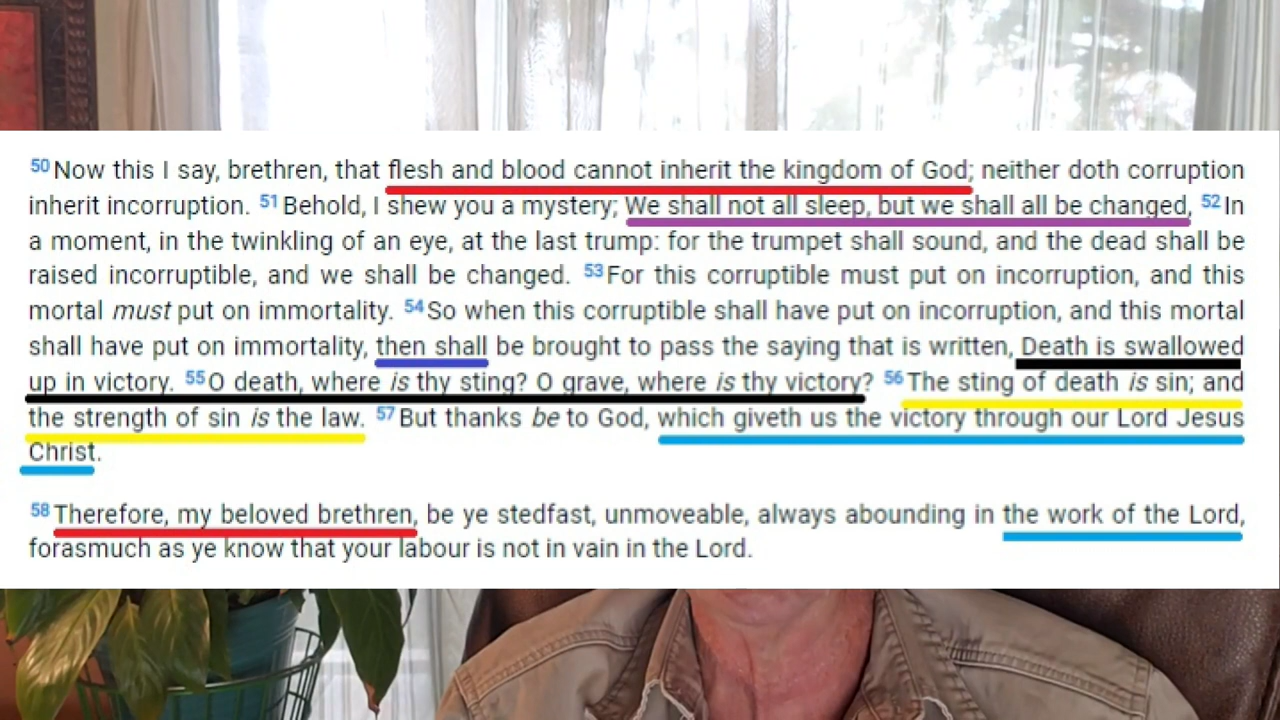 50 Now this I say, brethren, that flesh and blood cannot inherit the kingdom of God; neither doth corruption
inherit incorruption. 51 Behold, I shew you a mystery; We shall not all sleep, but we shall all be changed, 52 In
a moment, in the twinkling of an eye, at the last trump: for the trumpet shall sound, and the dead shall be
raised incorruptible, and we shall be changed. 53 For this corruptible must put on incorruption, and this
mortal must put on immortality. 54 So when this corruptible shall have put on incorruption, and this mortal
shall have put on immortality, then shall be brought to pass the saying that is written, Death is swallowed
up in victory. 55 O death, where is thy sting? O grave, where is thy victory? 56 The sting of death is sin; and
the strength of sin is the law. 57 But thanks be to God, which giveth us the victory through our Lord Jesus
Christ.
58 Therefore, my beloved brethren, be ye stedfast, unmoveable, always abounding in the work of the Lord,
forasmuch as ye know that your labour is not in vain in the Lord.